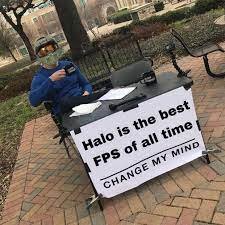 Halo is the best
FPS of all time
CHANGE MY MIND